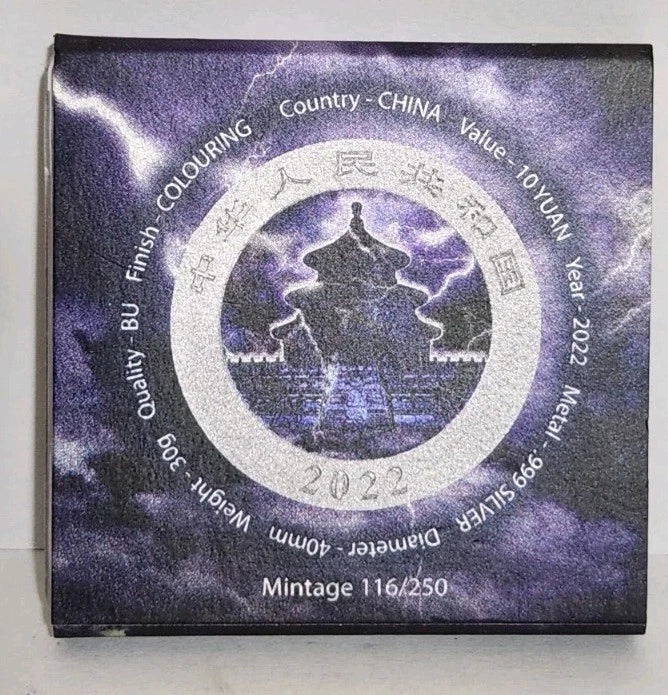 Country - CHINA
Value - 10 YUAN
Year - 2022
Metal - .999 SILVER
Diameter - 40mm
Weight - 30g
Quality - BU
Finish - COLOURING
中华人民共和国
2022
Mintage 116/250